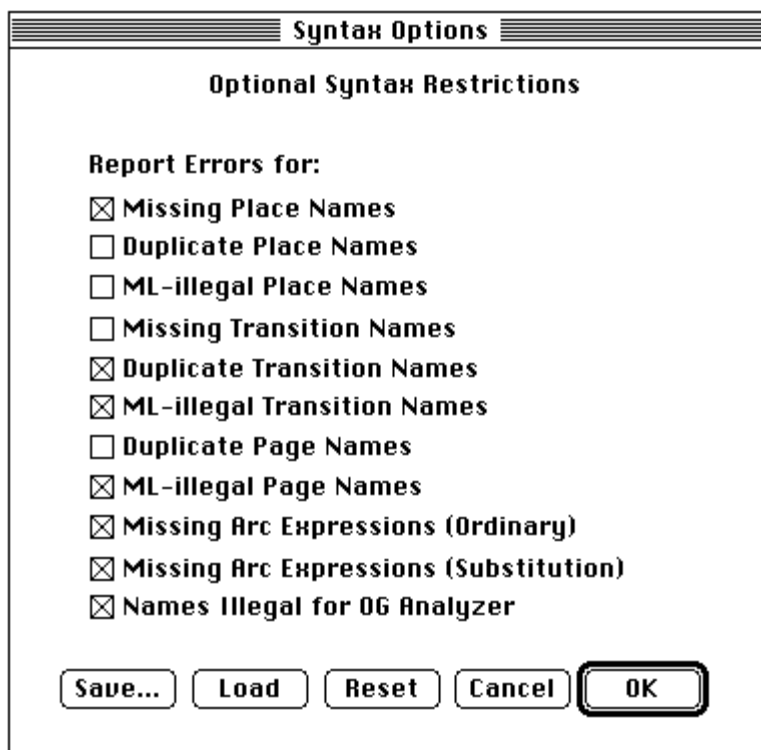 Syntax Options
Optional Syntax Restrictions
Report Errors for:
Missing Place Names
Duplicate Place Names
ML-illegal Place Names
Missing Transition Names
Duplicate Transition Names
ML-illegal Transition Names
Duplicate Page Names
ML-illegal Page Names
Missing Arc Expressions (Ordinary)
Missing Arc Expressions (Substitution)
Names Illegal for OG Analyzer
Save... Load Reset Cancel OK